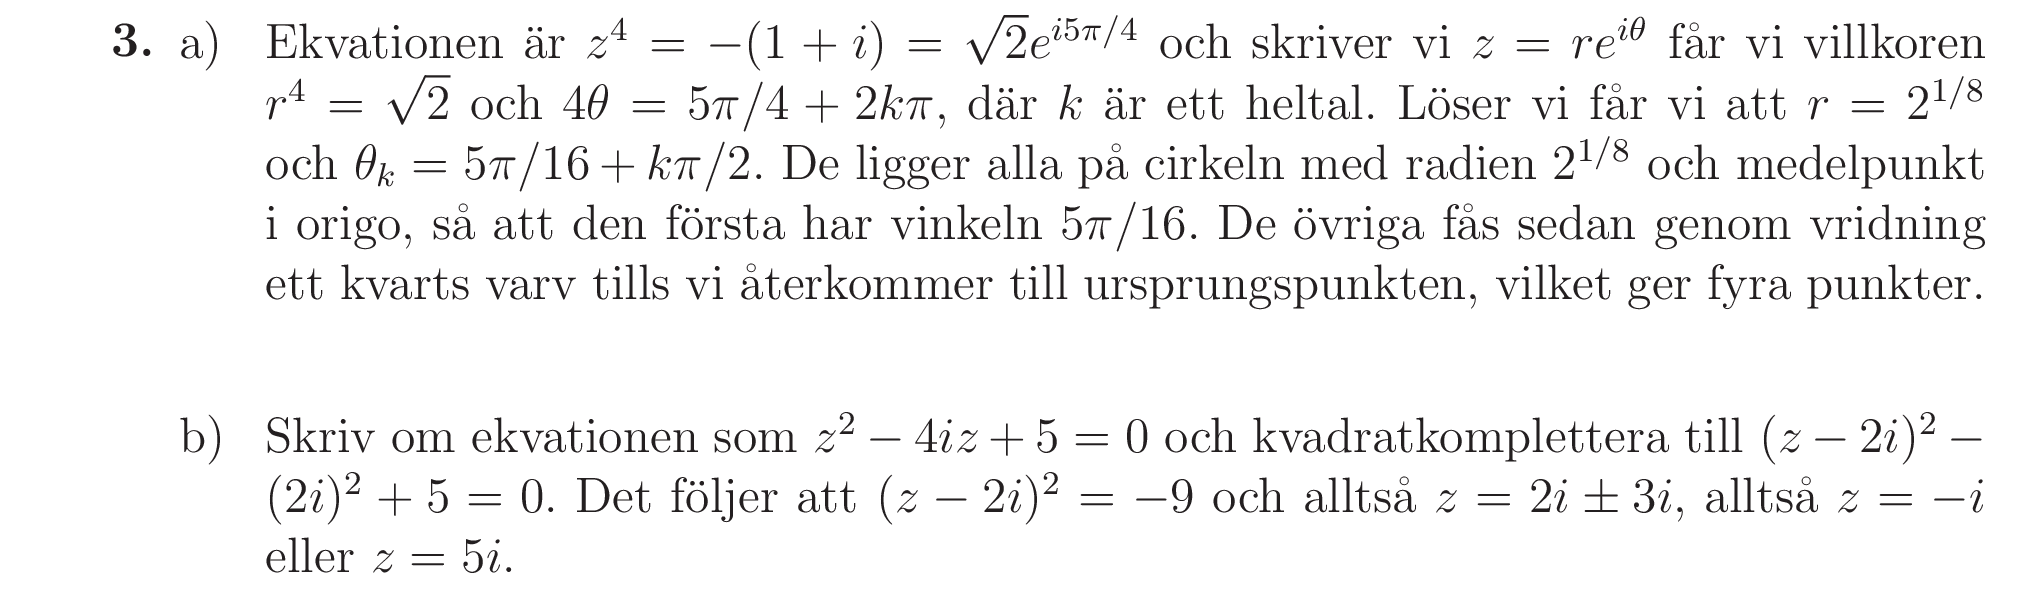 3. a) Ekvationen är z⁴ = −(1 + i) = √2e^{i5π/4} och skriver vi z = re^{iθ} får vi villkoren
r⁴ = √2 och 4θ = 5π/4 + 2kπ, där k är ett heltal. Löser vi får vi att r = 2^{1/8}
och θₖ = 5π/16 + kπ/2. De ligger alla på cirkeln med radien 2^{1/8} och medelpunkt
i origo, så att den första har vinkeln 5π/16. De övriga fås sedan genom vridning
ett kvarts varv tills vi återkommer till ursprungspunkten, vilket ger fyra punkter.
b) Skriv om ekvationen som z² − 4iz + 5 = 0 och kvadratkomplettera till (z − 2i)² −
(2i)² + 5 = 0. Det följer att (z − 2i)² = −9 och alltså z = 2i ± 3i, alltså z = −i
eller z = 5i.